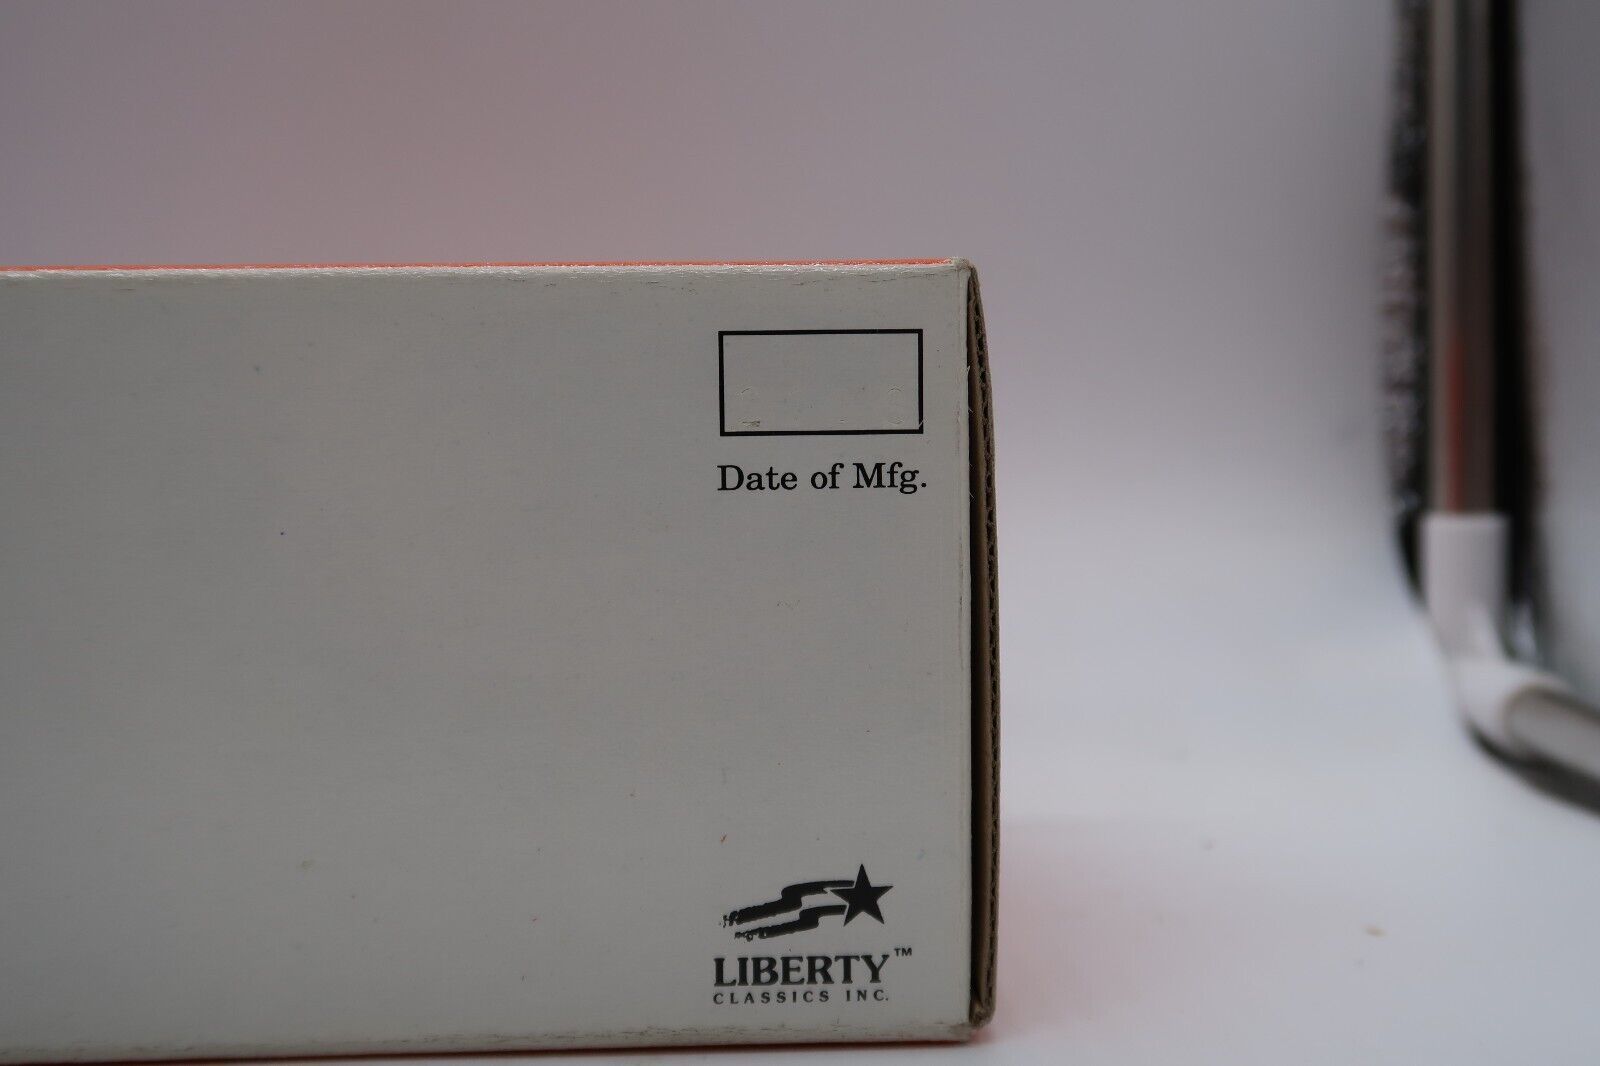 Date of Mfg.
LIBERTY™
CLASSICS INC.